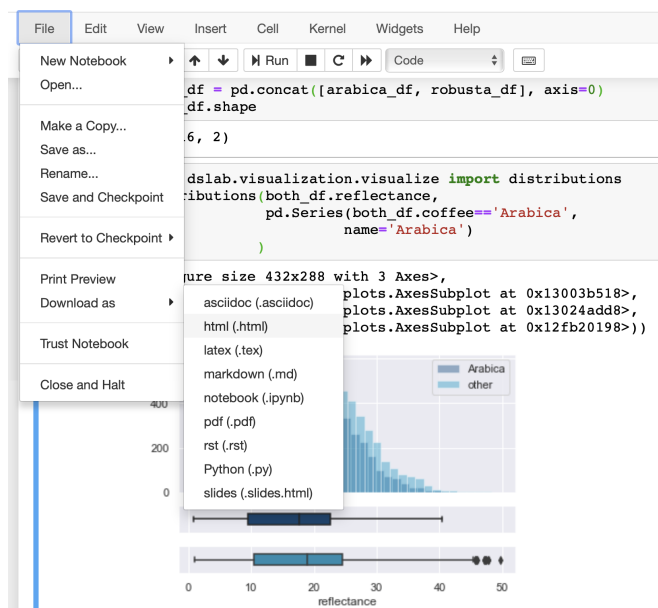 File Edit View Insert Cell Kernel Widgets Help
Run Code
New Notebook
Open...
Make a Copy...
Save as...
Rename...
Save and Checkpoint
Revert to Checkpoint
Print Preview
Download as
Trust Notebook
Close and Halt
asciidoc (.asciidoc)
html (.html)
latex (.tex)
markdown (.md)
notebook (.ipynb)
pdf (.pdf)
rst (.rst)
Python (.py)
slides (.slides.html)
_df = pd.concat([arabica_df, robusta_df], axis=0)
_df.shape
6, 2)
dslab.visualization.visualize import distributions
ributions(both_df.reflectance,
pd.Series(both_df.coffee=='Arabica',
name='Arabica')
)
gure size 432x288 with 3 Axes>,
plots.AxesSubplot at 0x13003b518>,
plots.AxesSubplot at 0x13024add8>,
plots.AxesSubplot at 0x12fb20198>))
Arabica
other
400
200
0
0 10 20 30 40 50
reflectance